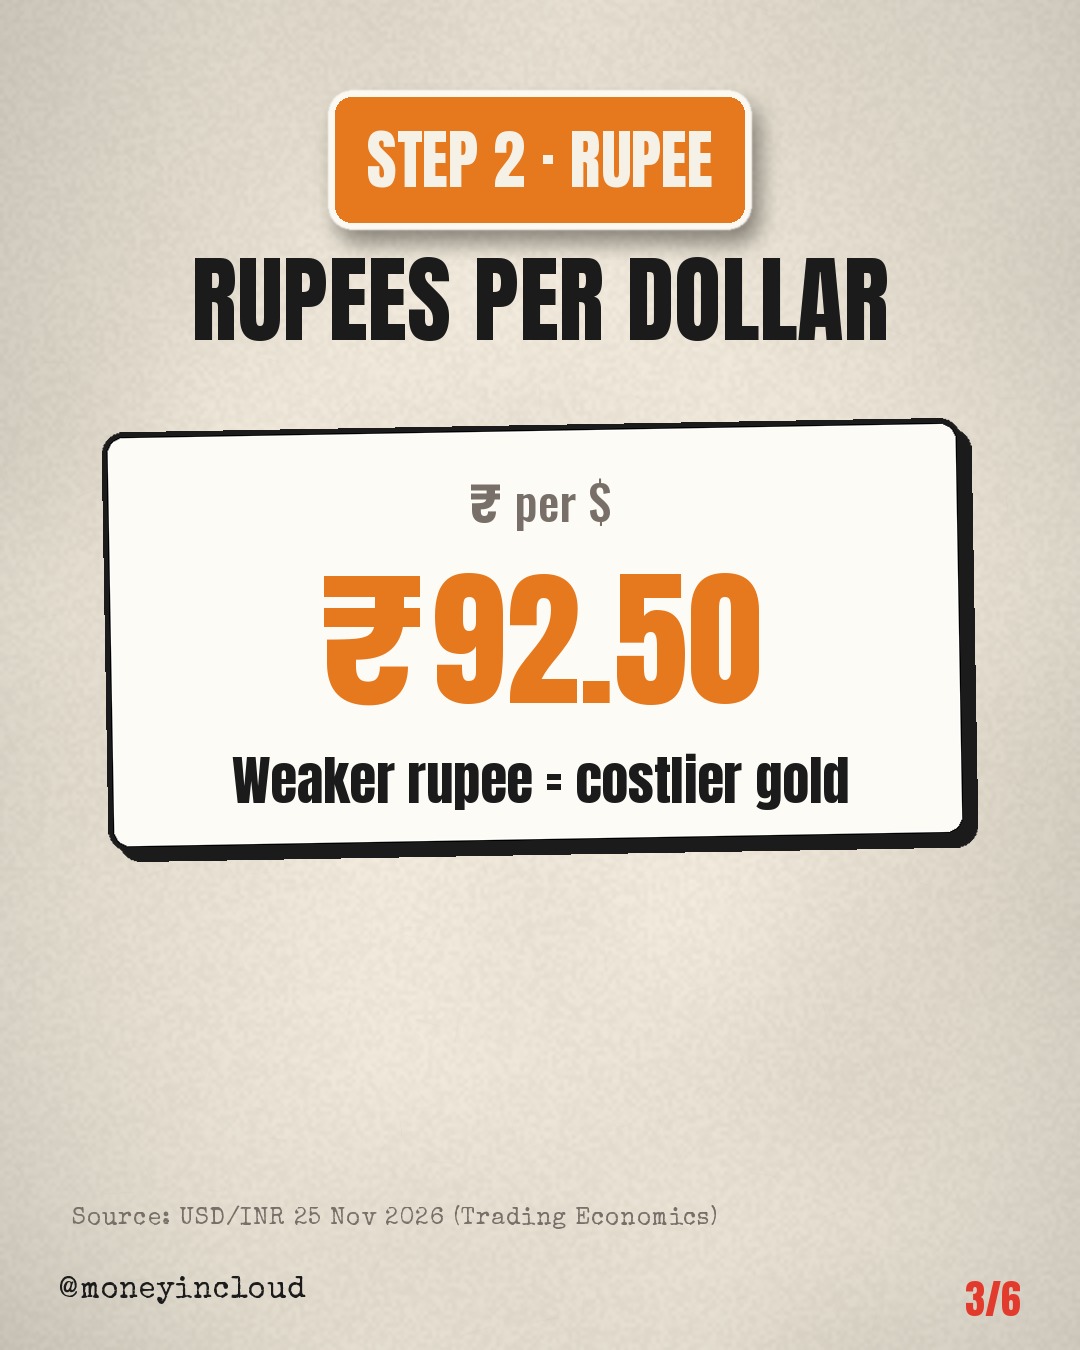 STEP 2 · RUPEE
RUPEES PER DOLLAR
₹ per $
₹92.50
Weaker rupee = costlier gold
Source: USD/INR 25 Nov 2026 (Trading Economics)
@moneyincloud
3/6